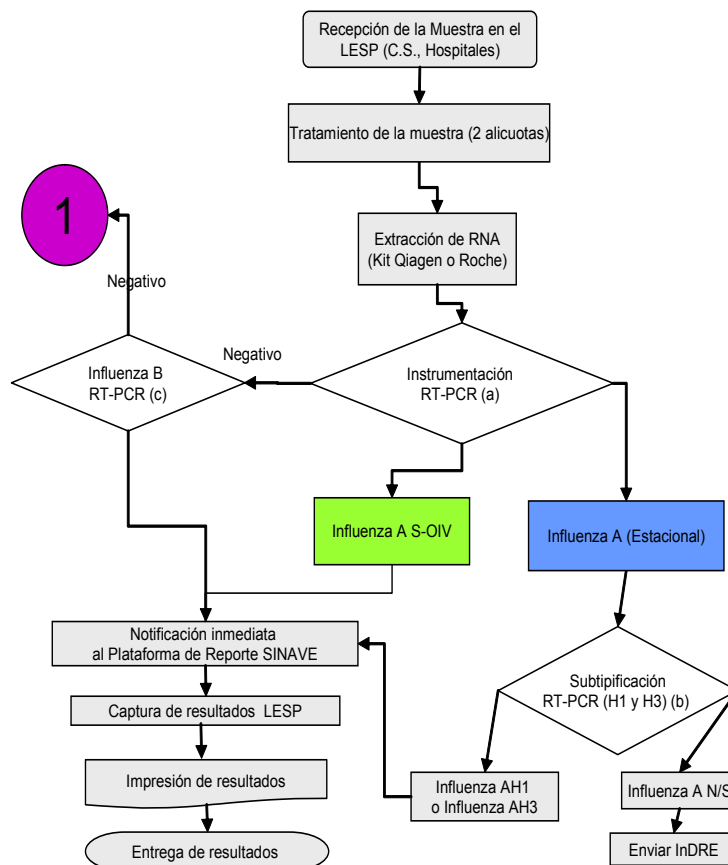 Recepción de la Muestra en el
LESP (C.S., Hospitales)
Tratamiento de la muestra (2 alicuotas)
1
Extracción de RNA
(Kit Qiagen o Roche)
Negativo
Negativo
Influenza B
RT-PCR (c)
Instrumentación
RT-PCR (a)
Influenza A S-OIV
Influenza A (Estacional)
Notificación inmediata
al Plataforma de Reporte SINAVE
Subtipificación
RT-PCR (H1 y H3) (b)
Captura de resultados LESP
Impresión de resultados
Influenza AH1
o Influenza AH3
Influenza A N/S
Entrega de resultados
Enviar InDRE